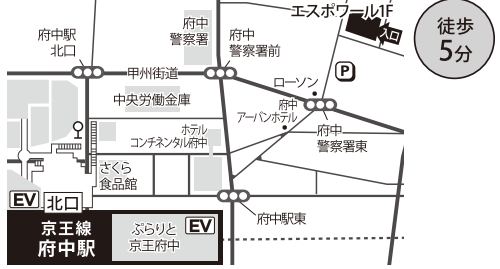 エスポワール1F
入口
徒歩
5分
府中
警察署
府中駅
北口
府中
警察署前
甲州街道
P
ローソン
中央労働金庫
府中
アーバンホテル
ホテル
コンチネンタル府中
府中
警察署東
さくら
食品館
EV
北口
府中駅東
京王線
府中駅
ぷらりと
京王府中
EV